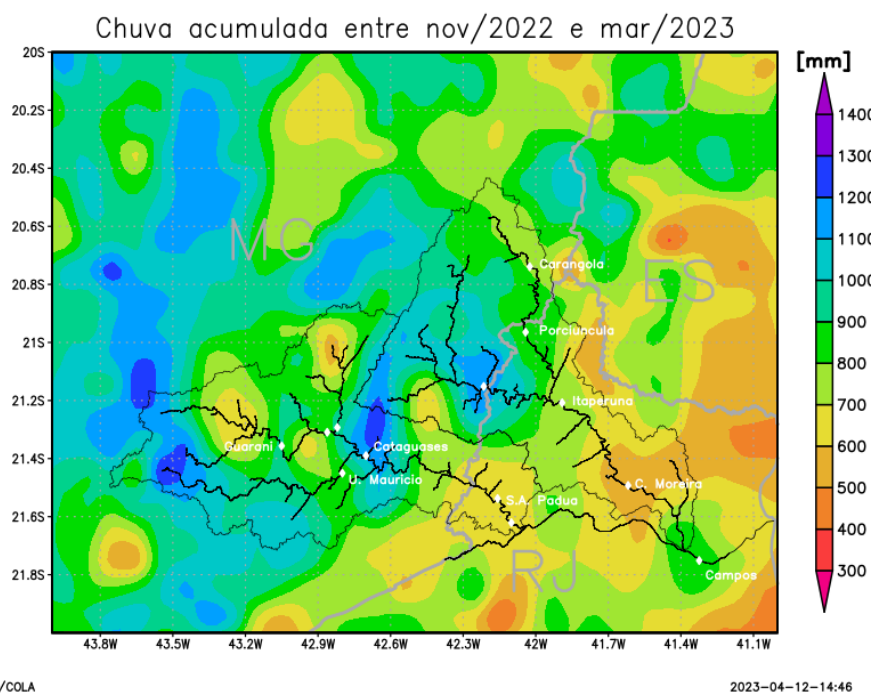 Chuva acumulada entre nov/2022 e mar/2023
[mm]
20S
20.2S
20.4S
20.6S
20.8S
21S
21.2S
21.4S
21.6S
21.8S
MG
ES
RJ
Carangola
Porciuncula
Itaperuna
Guarani
Cataguases
U. Mauricio
C. Moreira
S.A. Padua
Campos
1400
1300
1200
1100
1000
900
800
700
600
500
400
300
43.8W 43.5W 43.2W 42.9W 42.6W 42.3W 42W 41.7W 41.4W 41.1W
/COLA
2023-04-12-14:46